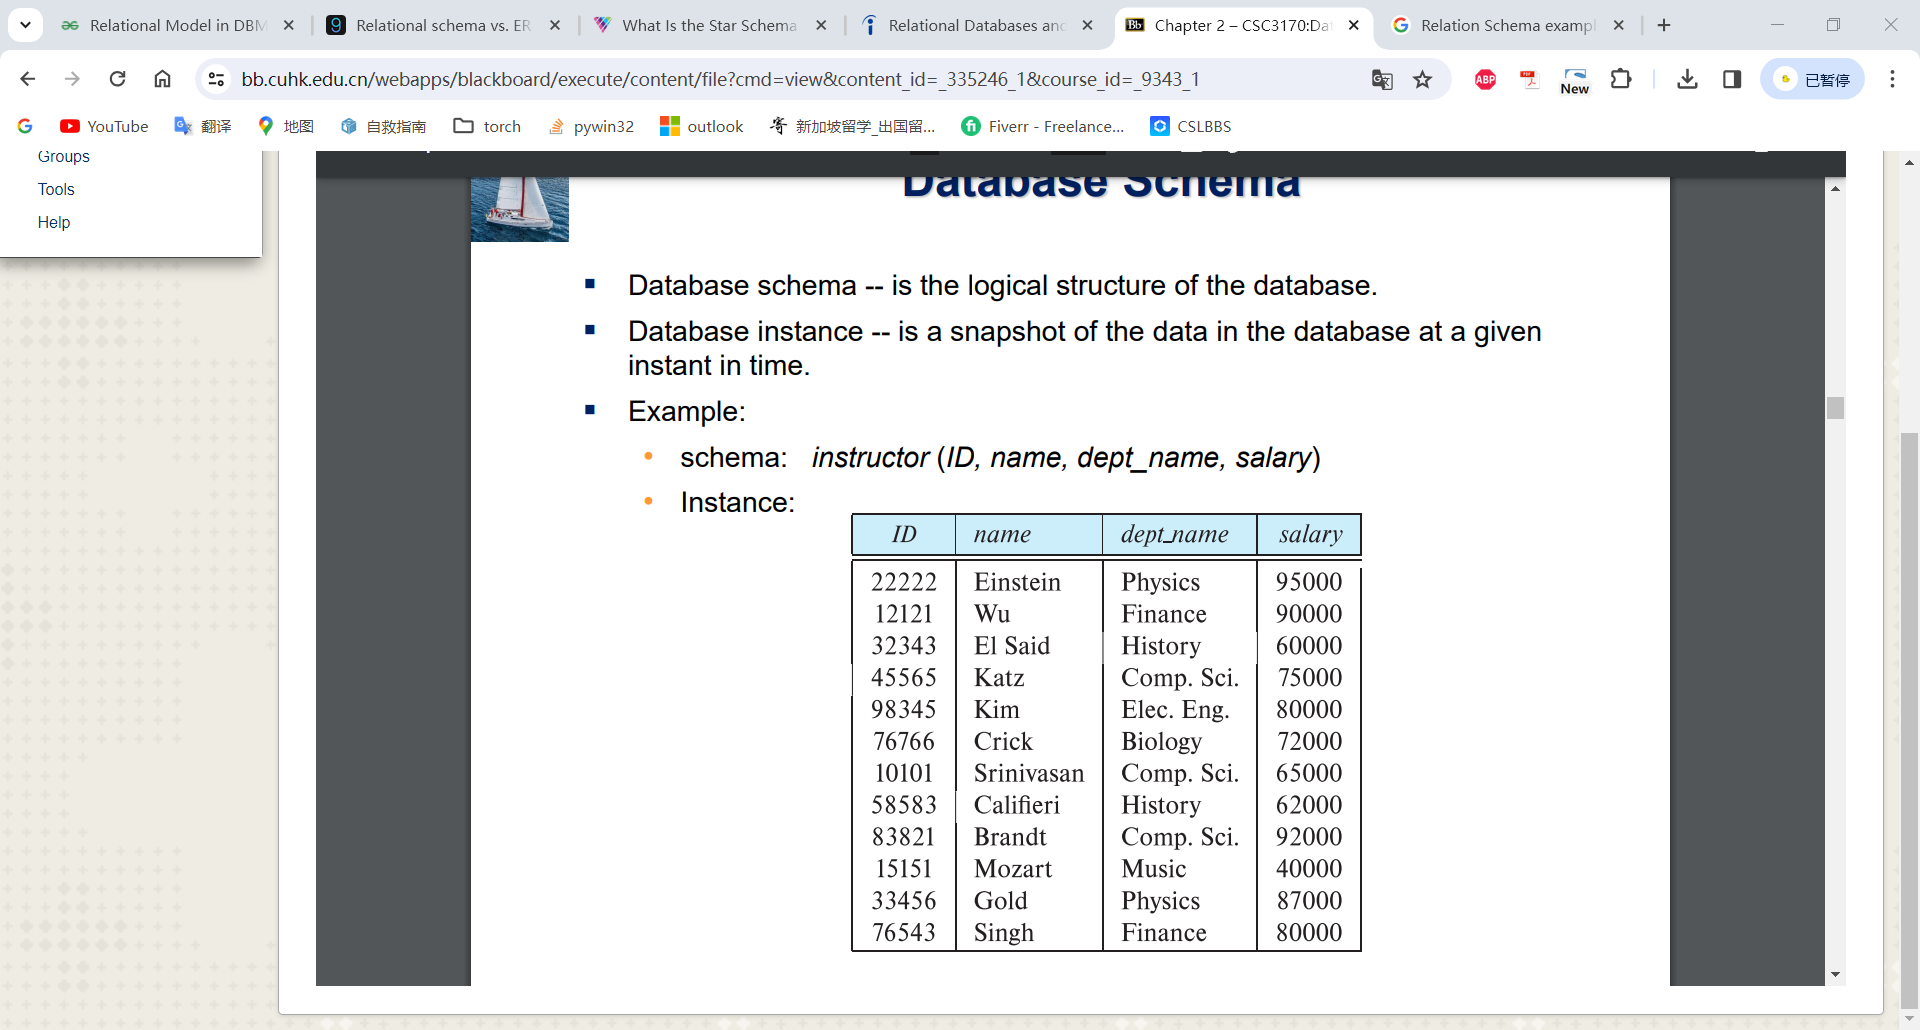 Relational Model in DBM
Relational schema vs. ER
What Is the Star Schema
Relational Databases and
Bb
Chapter 2 – CSC3170:Dat
Relation Schema exampl
bb.cuhk.edu.cn/webapps/blackboard/execute/content/file?cmd=view&content_id=_335246_1&course_id=_9343_1
ABP
New
已暂停
YouTube
翻译
地图
自救指南
torch
pywin32
outlook
新加坡留学_出国留...
Fiverr - Freelance...
CSLBBS
Groups
Tools
Help
Database Schema
Database schema -- is the logical structure of the database.
Database instance -- is a snapshot of the data in the database at a given
instant in time.
Example:
schema: instructor (ID, name, dept_name, salary)
Instance:
ID name dept_name salary
22222 Einstein Physics 95000
12121 Wu Finance 90000
32343 El Said History 60000
45565 Katz Comp. Sci. 75000
98345 Kim Elec. Eng. 80000
76766 Crick Biology 72000
10101 Srinivasan Comp. Sci. 65000
58583 Califieri History 62000
83821 Brandt Comp. Sci. 92000
15151 Mozart Music 40000
33456 Gold Physics 87000
76543 Singh Finance 80000